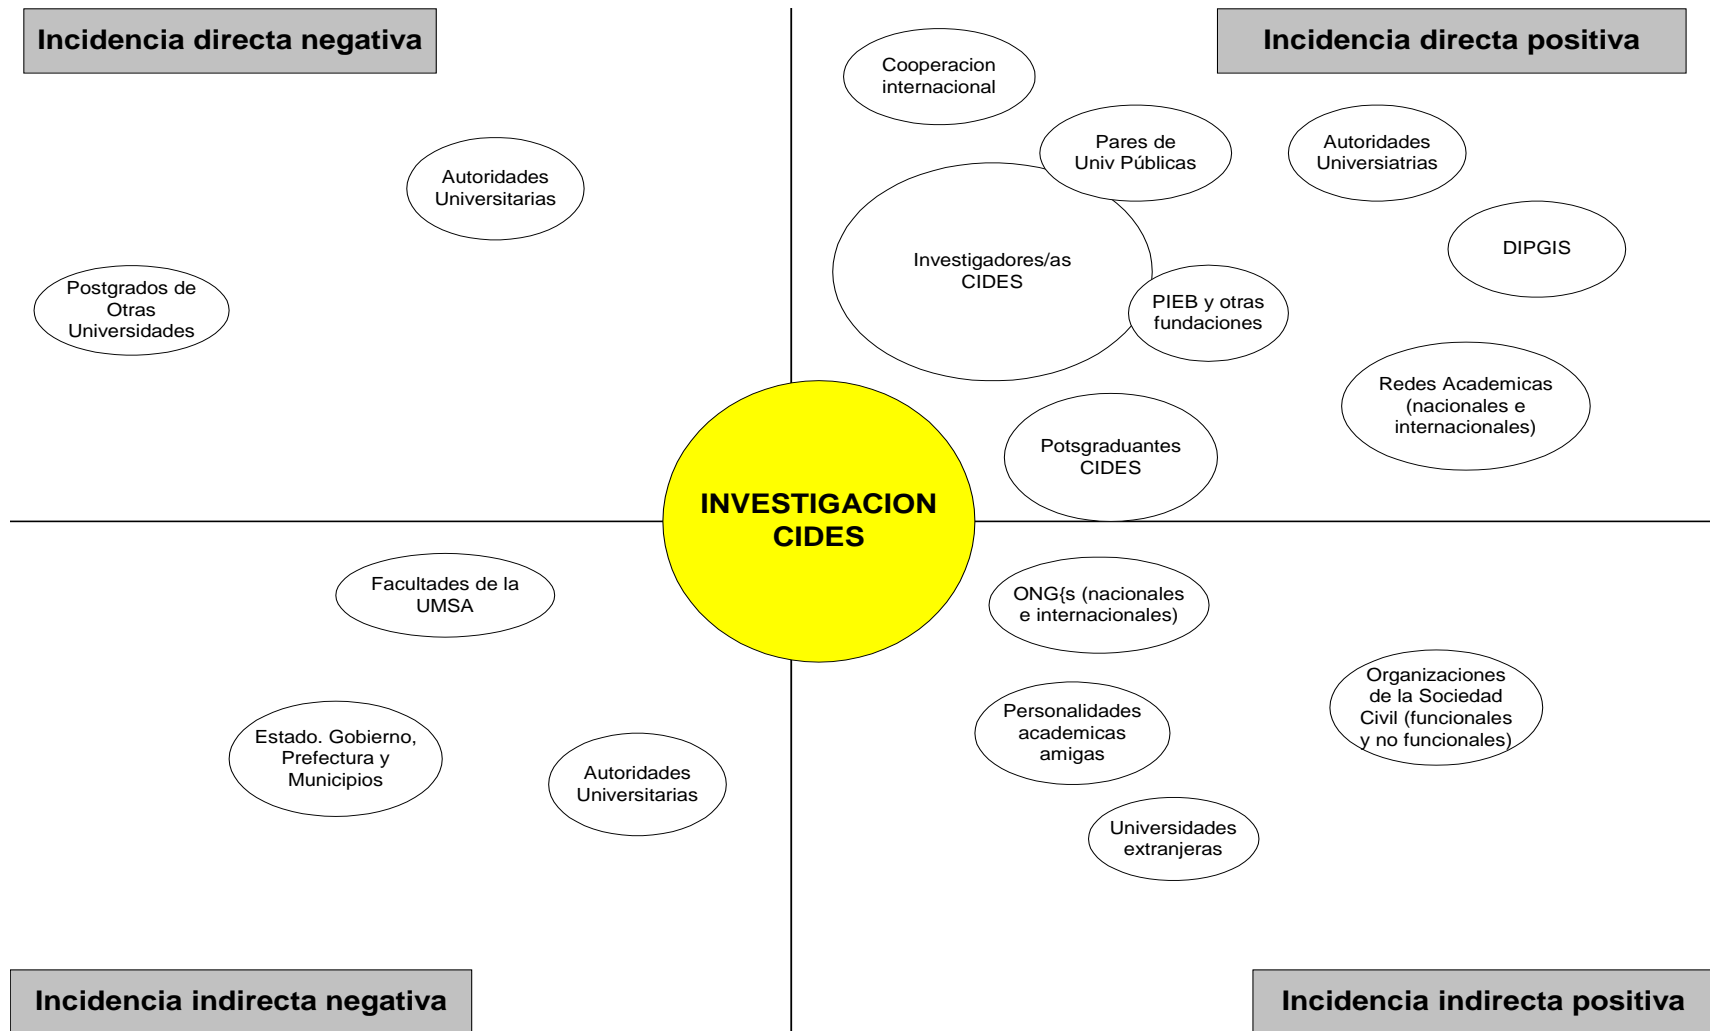 Incidencia directa negativa
Incidencia directa positiva
Cooperacion
internacional
Pares de
Univ Públicas
Autoridades
Universiatrias
Autoridades
Universitarias
DIPGIS
Investigadores/as
CIDES
Postgrados de
Otras
Universidades
PIEB y otras
fundaciones
Redes Academicas
(nacionales e
internacionales)
Potsgraduantes
CIDES
INVESTIGACION
CIDES
Facultades de la
UMSA
ONG{s (nacionales
e internacionales)
Organizaciones
de la Sociedad
Civil (funcionales
y no funcionales)
Personalidades
academicas
amigas
Estado. Gobierno,
Prefectura y
Municipios
Autoridades
Universitarias
Universidades
extranjeras
Incidencia indirecta negativa
Incidencia indirecta positiva